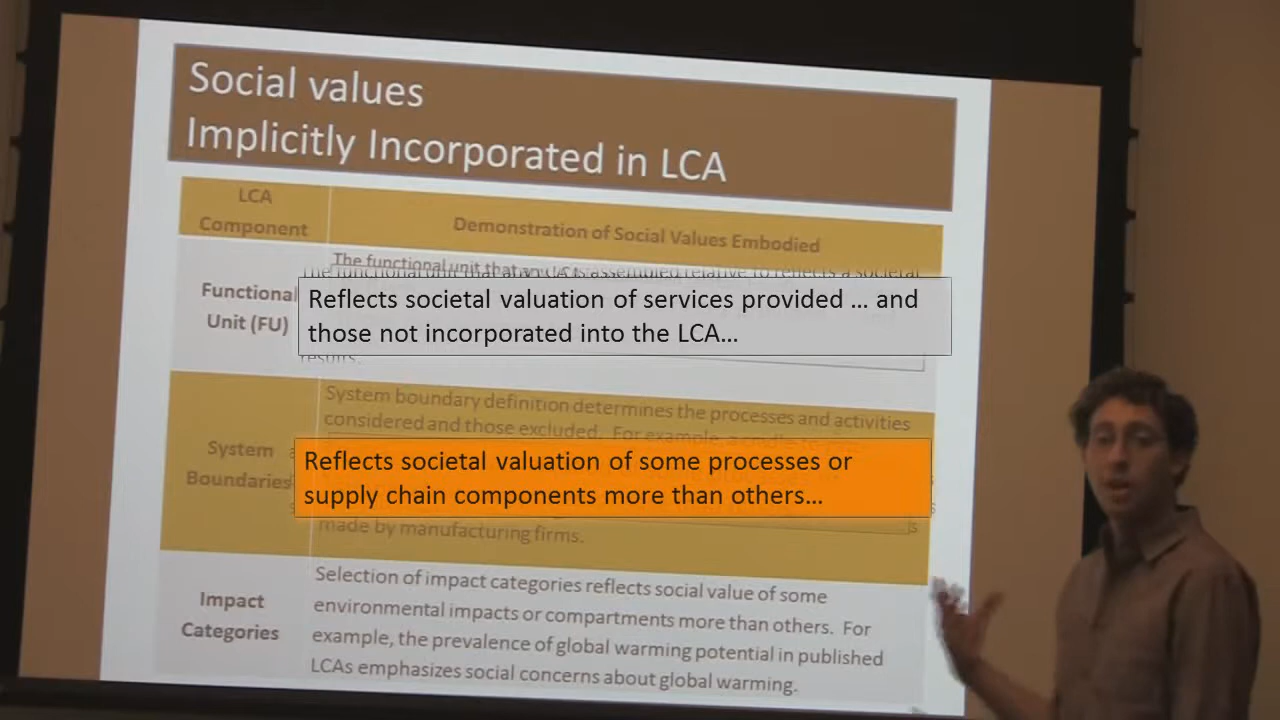 Social values
Implicitly Incorporated in LCA
LCA
Component
Demonstration of Social Values Embodied
Functional
Unit (FU)
The functional unit that an LCA is assembled relative to reflects a societal
Reflects societal valuation of services provided … and
those not incorporated into the LCA…
results.
System
Boundaries
System boundary definition determines the processes and activities
considered and those excluded. For example, a cradle-to-
Reflects societal valuation of some processes or
supply chain components more than others…
made by manufacturing firms.
Impact
Categories
Selection of impact categories reflects social value of some
environmental impacts or compartments more than others. For
example, the prevalence of global warming potential in published
LCAs emphasizes social concerns about global warming.